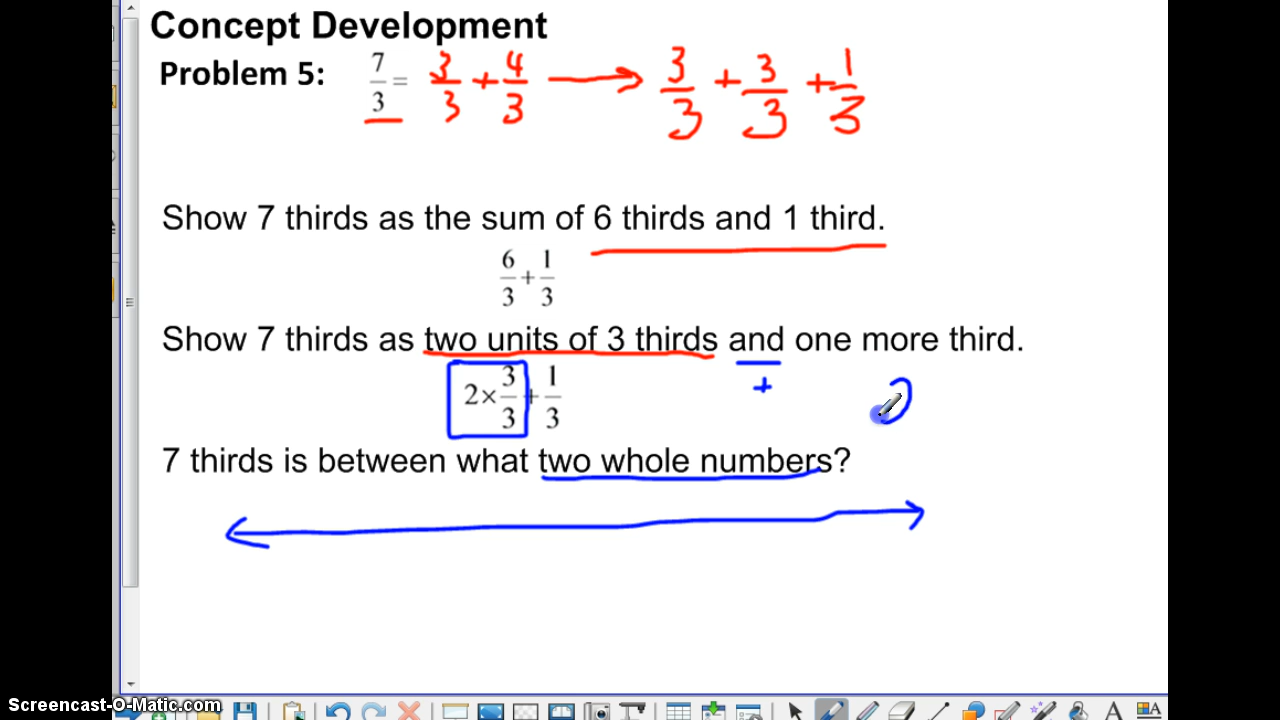 Concept Development
Problem 5: 7/3 = 3/3 + 4/3 → 3/3 + 3/3 + 1/3
Show 7 thirds as the sum of 6 thirds and 1 third.
6/3 + 1/3
Show 7 thirds as two units of 3 thirds and one more third.
+
2 × 3/3 + 1/3
7 thirds is between what two whole numbers?
Screencast-O-Matic.com